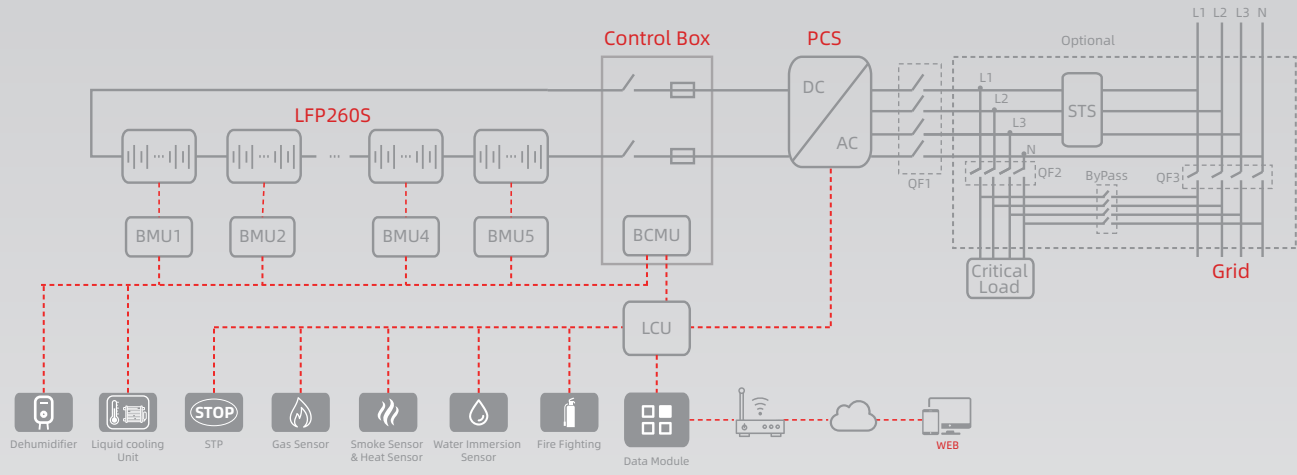 L1 L2 L3 N
Control Box
PCS
Optional
LFP260S
DC
AC
L1
L2
L3
N
STS
QF1
QF2
ByPass
QF3
BMU1
BMU2
BMU4
BMU5
BCMU
Critical
Load
Grid
LCU
STOP
Dehumidifier
Liquid cooling
Unit
STP
Gas Sensor
Smoke Sensor
& Heat Sensor
Water Immersion
Sensor
Fire Fighting
Data Module
WEB